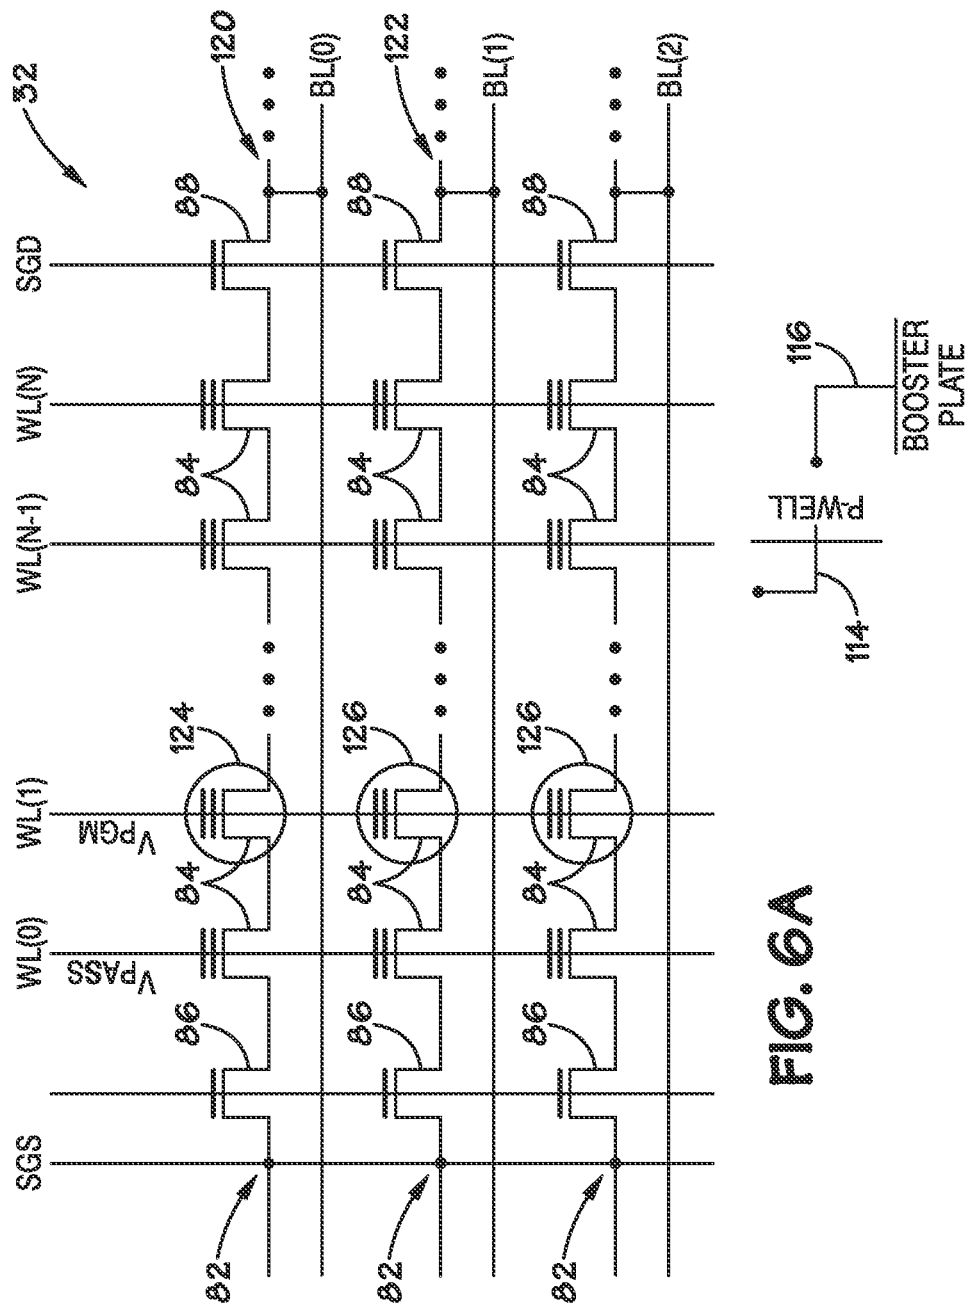 32
SGS
WL(0)
WL(1)
WL(N-1)
WL(N)
SGD
VPASS
VPGM
86
84
124
84
88
120
82
BL(0)
86
84
126
84
88
122
82
BL(1)
86
84
126
84
88
82
BL(2)
114
P-WELL
116
BOOSTER
PLATE
FIG. 6A